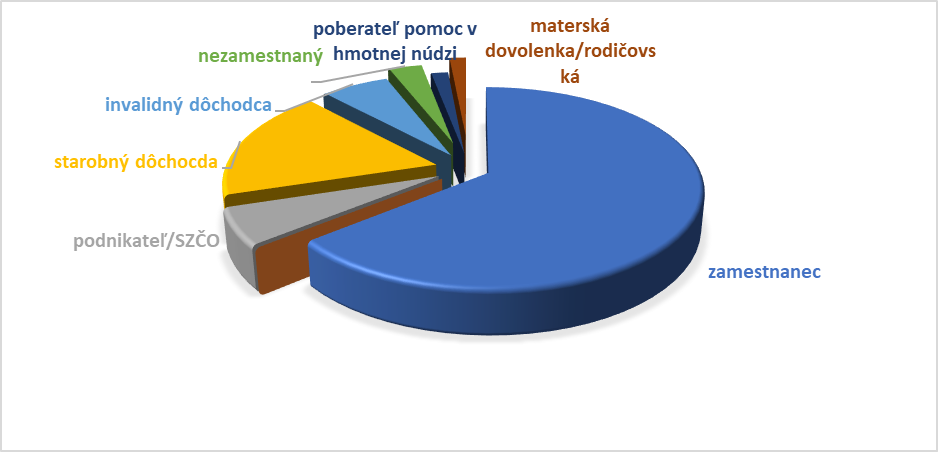 poberateľ pomoc v
hmotnej núdzi
materská
dovolenka/rodičovs
ká
nezamestnaný
invalidný dôchodca
starobný dôchocda
podnikateľ/SZČO
zamestnanec